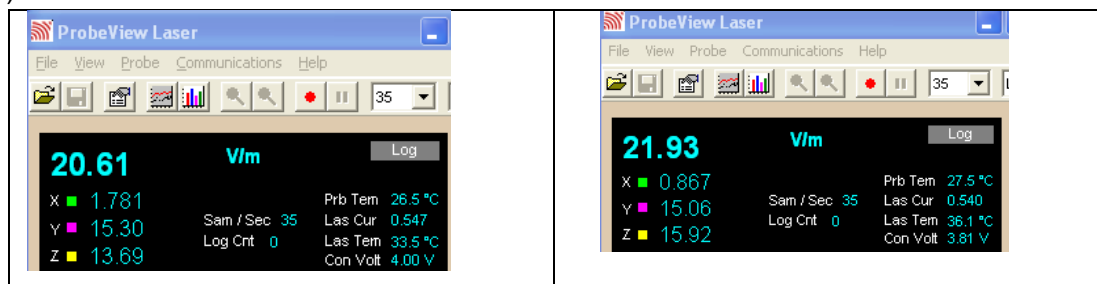 )
ProbeView Laser
File View Probe Communications Help
35
20.61 V/m Log
X 1.781
Y 15.30
Z 13.69
Sam / Sec 35
Log Cnt 0
Prb Tem 26.5 °C
Las Cur 0.547
Las Tem 33.5 °C
Con Volt 4.00 V
ProbeView Laser
File View Probe Communications Help
35
21.93 V/m Log
X 0.867
Y 15.06
Z 15.92
Sam / Sec 35
Log Cnt 0
Prb Tem 27.5 °C
Las Cur 0.540
Las Tem 36.1 °C
Con Volt 3.81 V